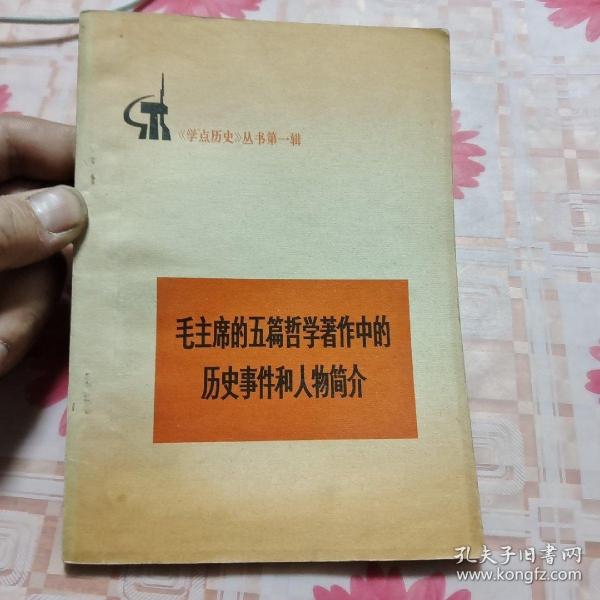 《学点历史》丛书第一辑
毛主席的五篇哲学著作中的
历史事件和人物简介
孔夫子旧书网
www.kongfz.com